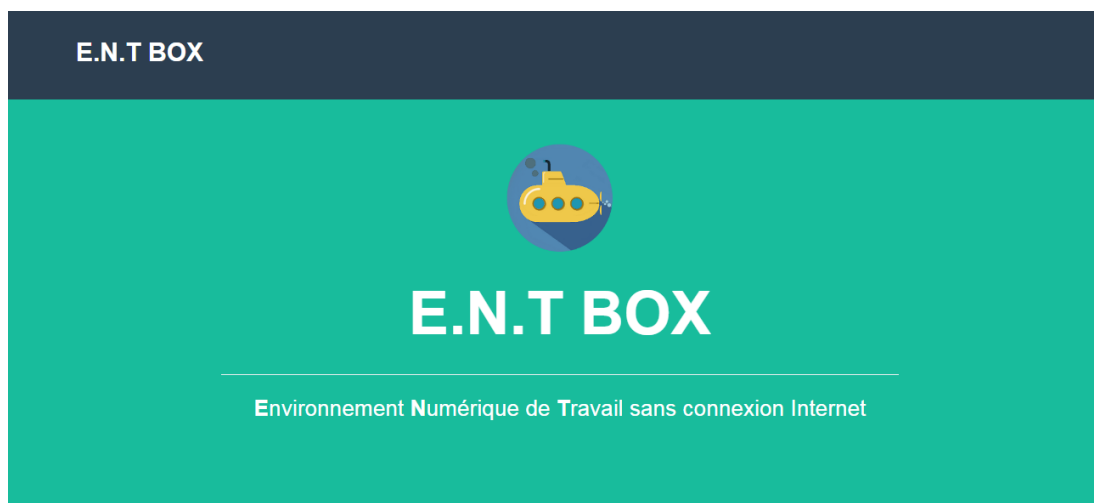 E.N.T BOX
E.N.T BOX
Environnement Numérique de Travail sans connexion Internet